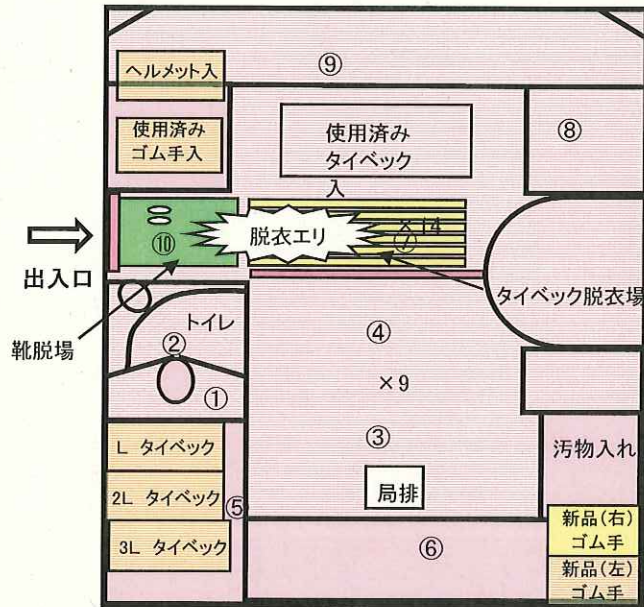 ⑨
ヘルメット入
使用済み
ゴム手入
使用済み
タイベック
入
⑧
⑩
脱衣エリ
×14
⑦
出入口
タイベック脱衣場
靴脱場
トイレ
②
①
④
×9
③
局排
L タイベック
2L タイベック
3L タイベック
⑤
⑥
汚物入れ
新品(右)
ゴム手
新品(左)
ゴム手